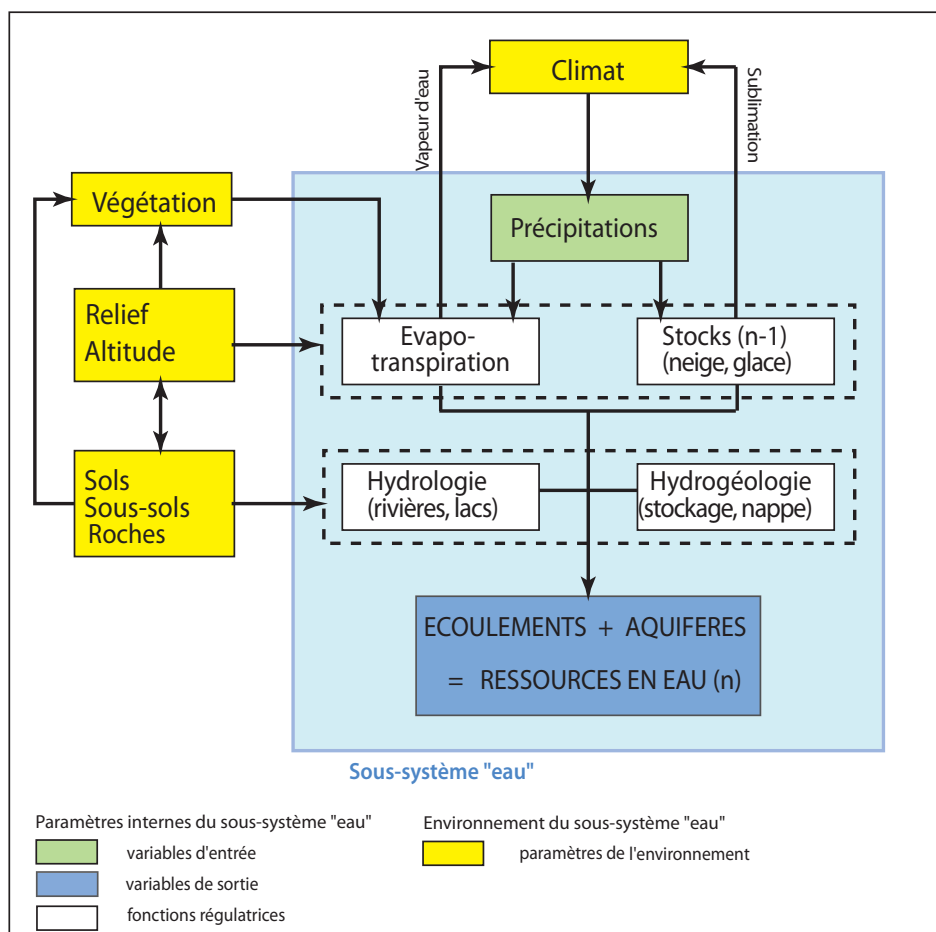 Climat
Vapeur d'eau
Sublimation
Végétation
Précipitations
Relief
Altitude
Evapo-
transpiration
Stocks (n-1)
(neige, glace)
Sols
Sous-sols
Roches
Hydrologie
(rivières, lacs)
Hydrogéologie
(stockage, nappe)
ECOULEMENTS + AQUIFERES
= RESSOURCES EN EAU (n)
Sous-système "eau"
Paramètres internes du sous-système "eau"
variables d'entrée
variables de sortie
fonctions régulatrices
Environnement du sous-système "eau"
paramètres de l'environnement